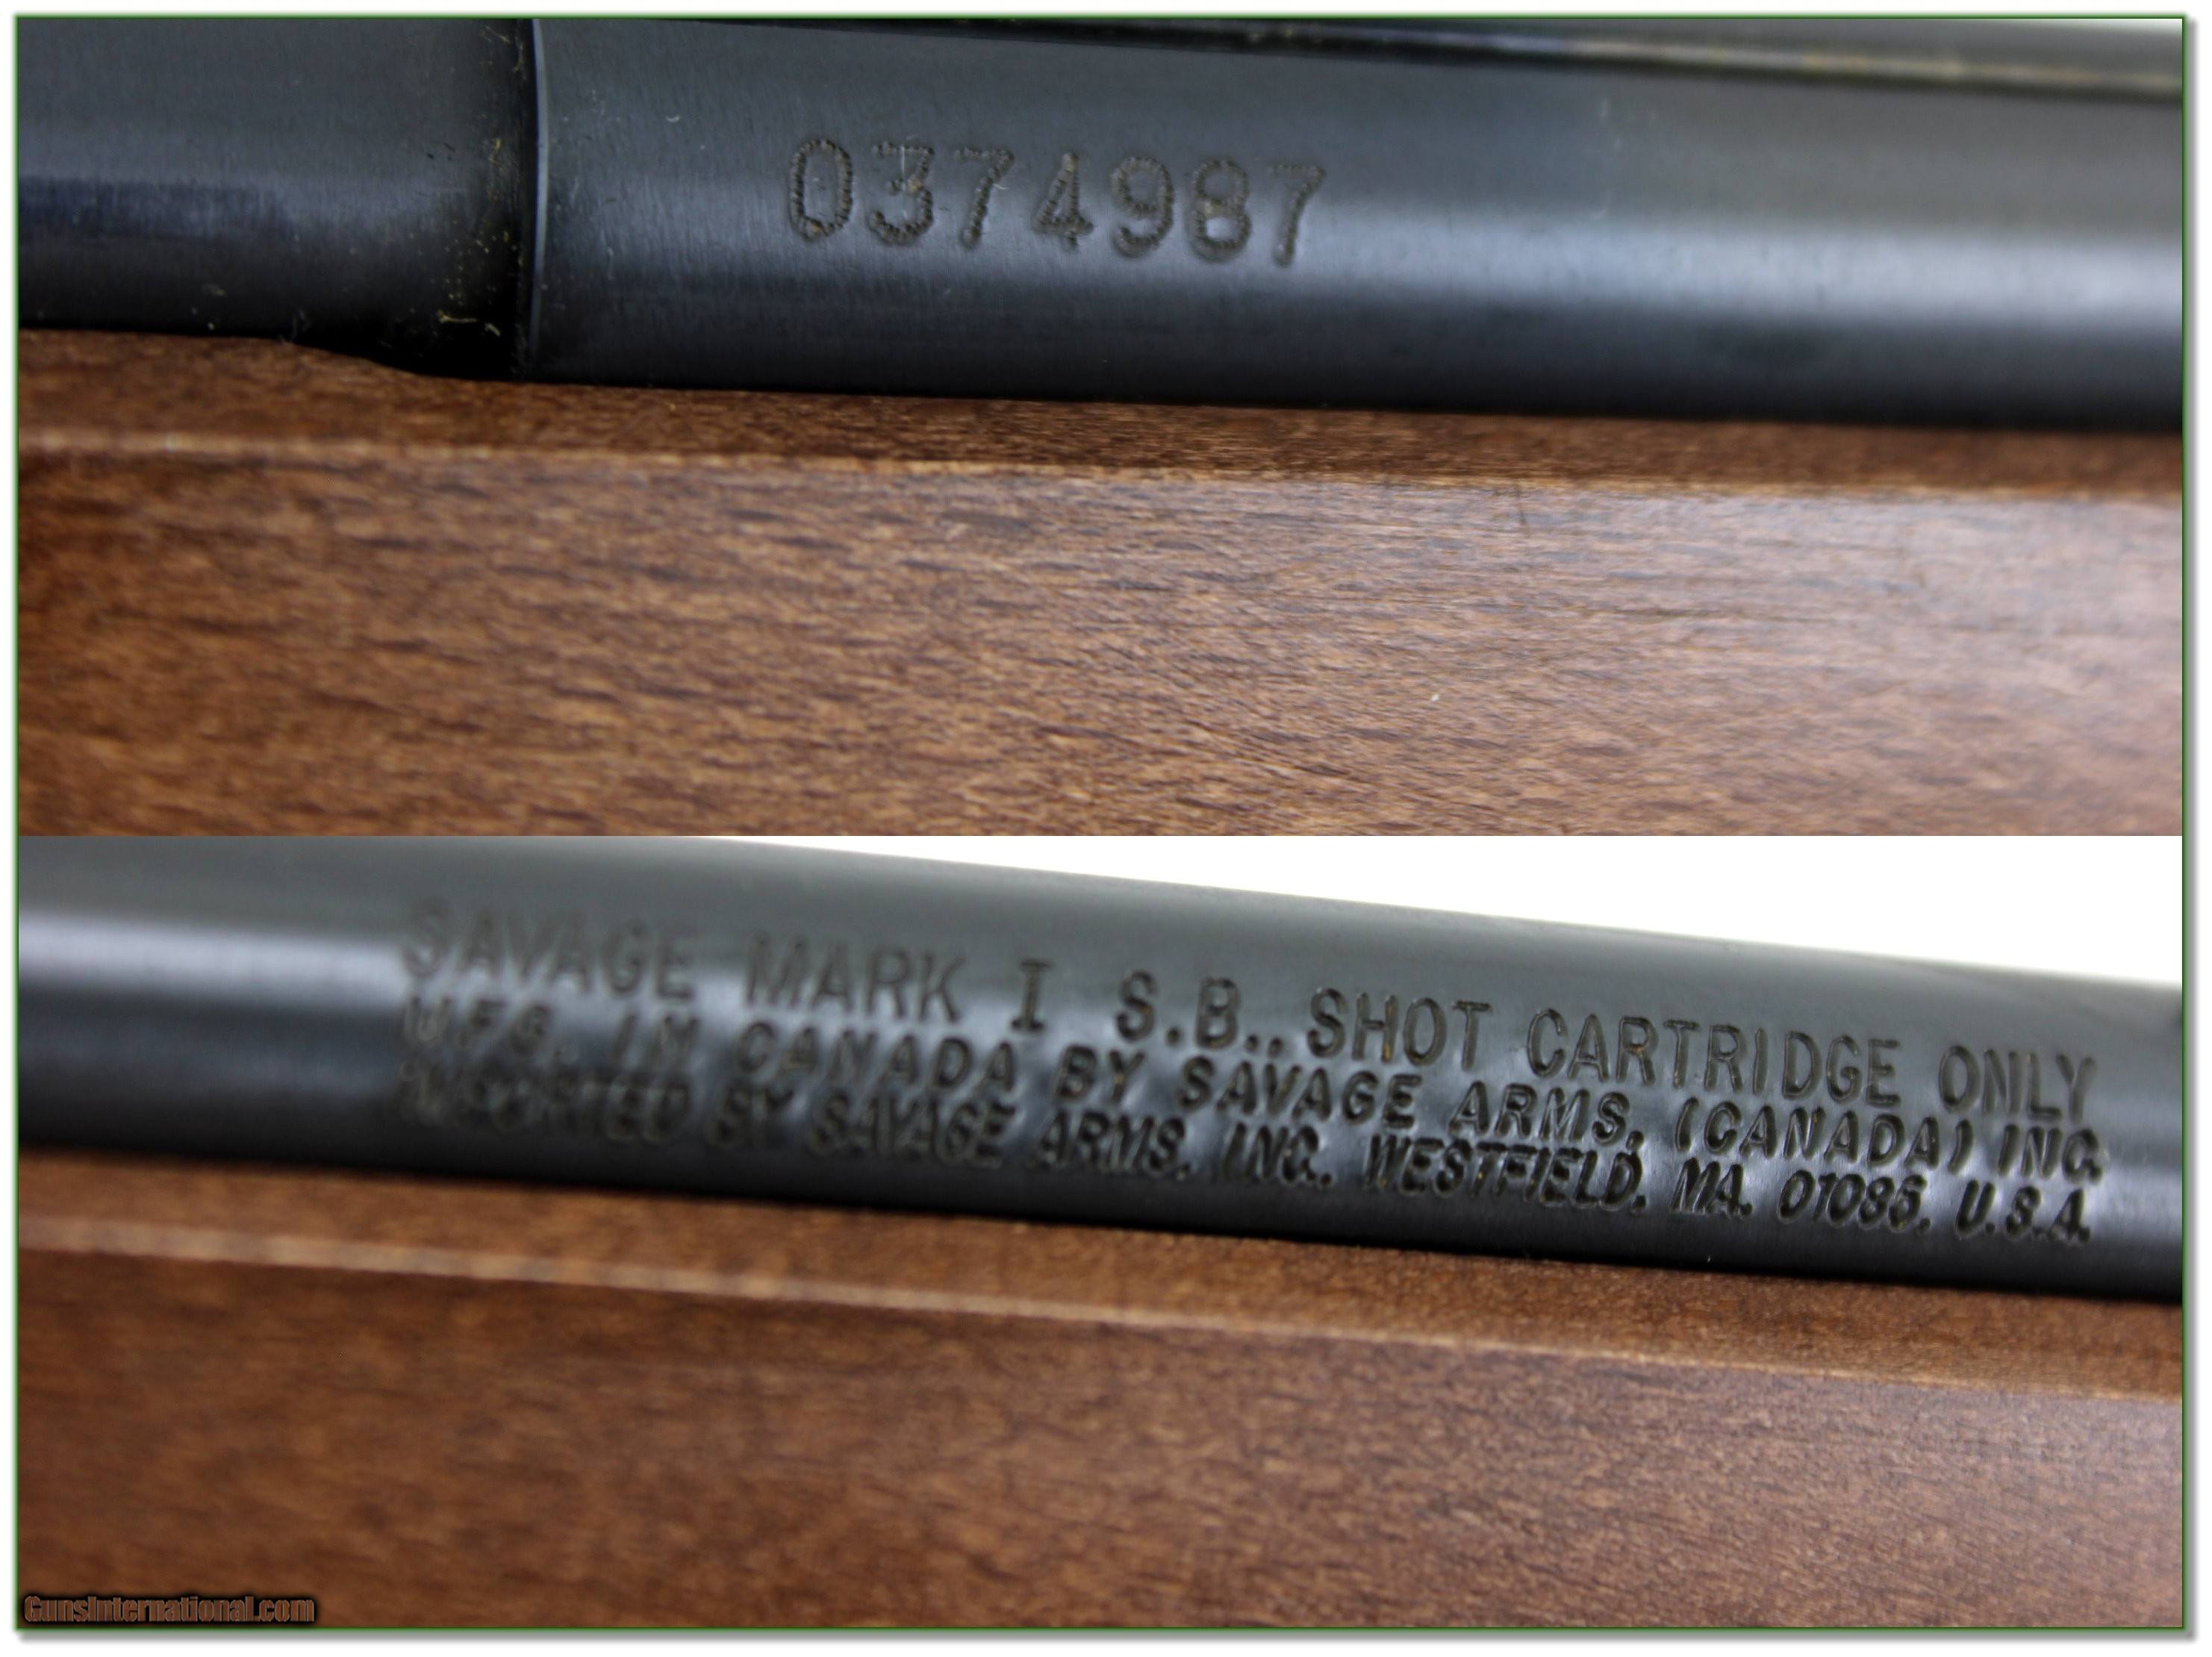 0374987
SAVAGE MARK I S.B.. SHOT CARTRIDGE ONLY
MFG. IN CANADA BY SAVAGE ARMS. (CANADA) INC.
IMPORTED BY SAVAGE ARMS. INC. WESTFIELD. MA. 01085. U.S.A.
GunsInternational.com